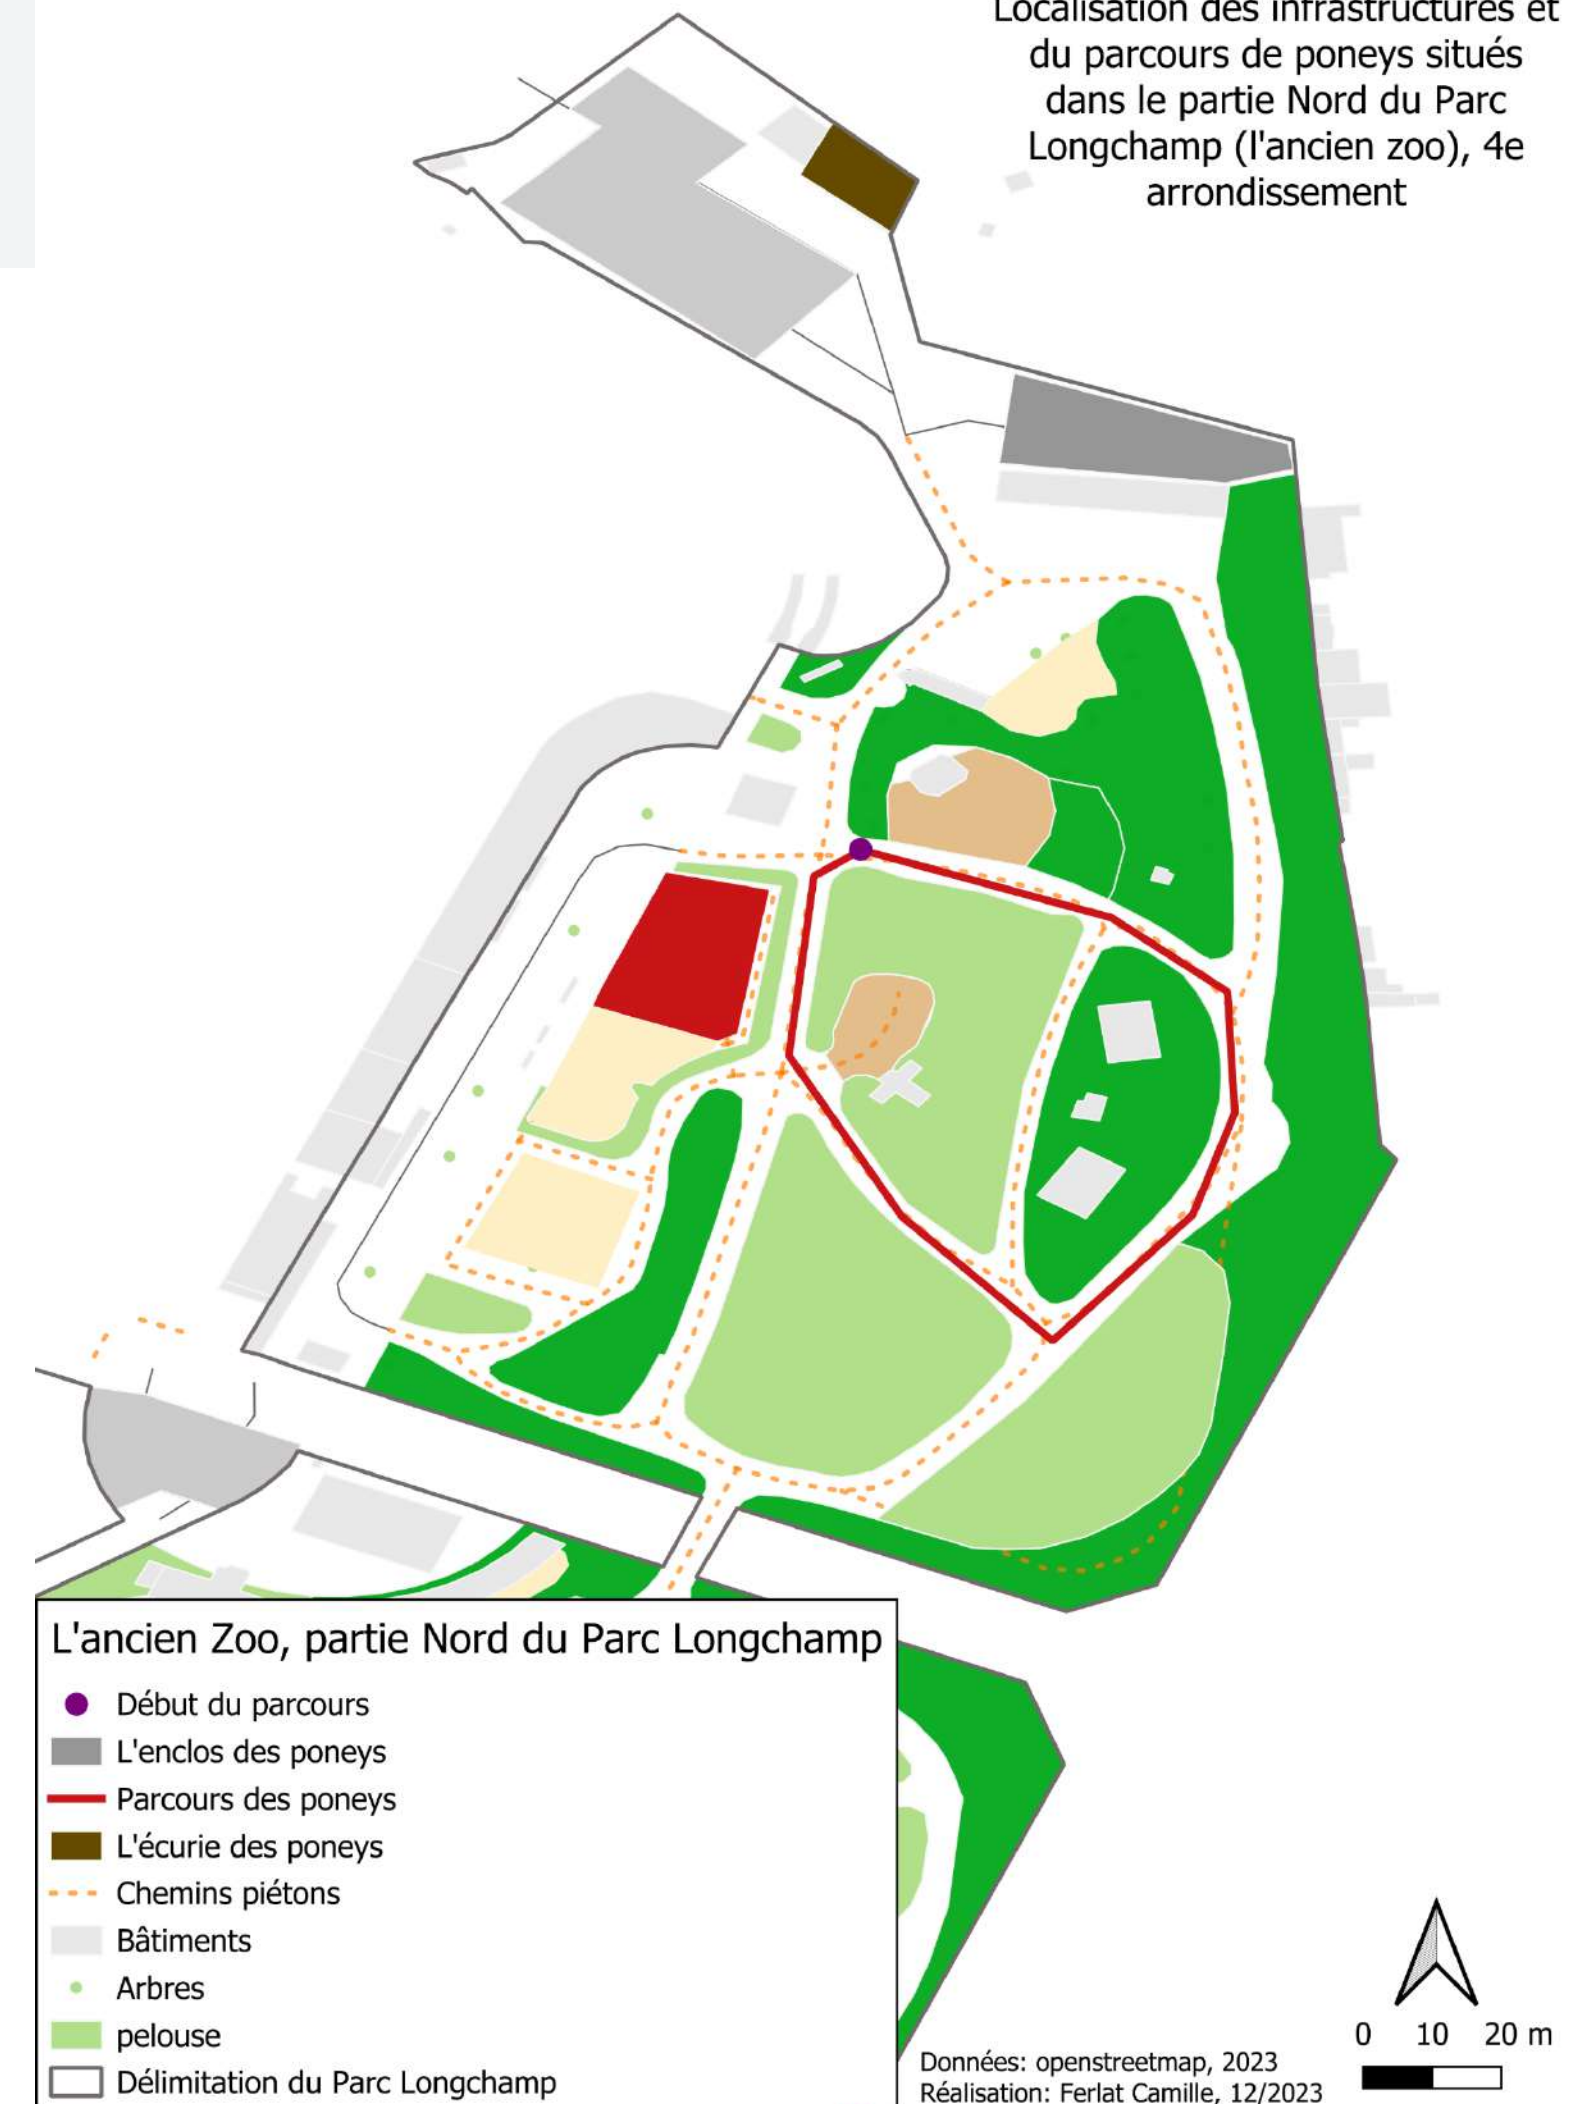 Localisation des infrastructures et
du parcours de poneys situés
dans le partie Nord du Parc
Longchamp (l'ancien zoo), 4e
arrondissement
L'ancien Zoo, partie Nord du Parc Longchamp
Début du parcours
L'enclos des poneys
Parcours des poneys
L'écurie des poneys
Chemins piétons
Bâtiments
Arbres
pelouse
Délimitation du Parc Longchamp
0 10 20 m
Données: openstreetmap, 2023
Réalisation: Ferlat Camille, 12/2023